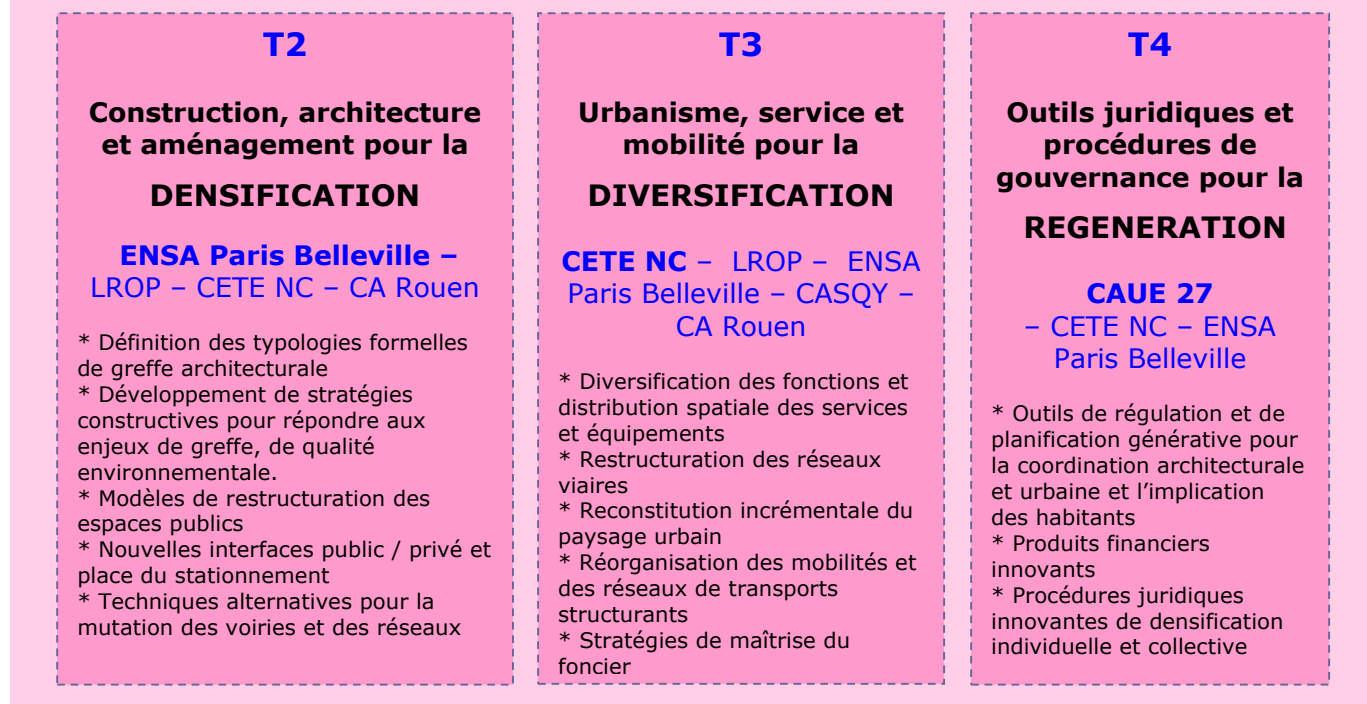 T2
Construction, architecture
et aménagement pour la
DENSIFICATION
ENSA Paris Belleville –
LROP – CETE NC – CA Rouen
* Définition des typologies formelles
de greffe architecturale
* Développement de stratégies
constructives pour répondre aux
enjeux de greffe, de qualité
environnementale.
* Modèles de restructuration des
espaces publics
* Nouvelles interfaces public / privé et
place du stationnement
* Techniques alternatives pour la
mutation des voiries et des réseaux
T3
Urbanisme, service et
mobilité pour la
DIVERSIFICATION
CETE NC – LROP – ENSA
Paris Belleville – CASQY –
CA Rouen
* Diversification des fonctions et
distribution spatiale des services
et équipements
* Restructuration des réseaux
viaires
* Reconstitution incrémentale du
paysage urbain
* Réorganisation des mobilités et
des réseaux de transports
structurants
* Stratégies de maîtrise du
foncier
T4
Outils juridiques et
procédures de
gouvernance pour la
REGENERATION
CAUE 27
– CETE NC – ENSA
Paris Belleville
* Outils de régulation et de
planification générative pour
la coordination architecturale
et urbaine et l’implication
des habitants
* Produits financiers
innovants
* Procédures juridiques
innovantes de densification
individuelle et collective